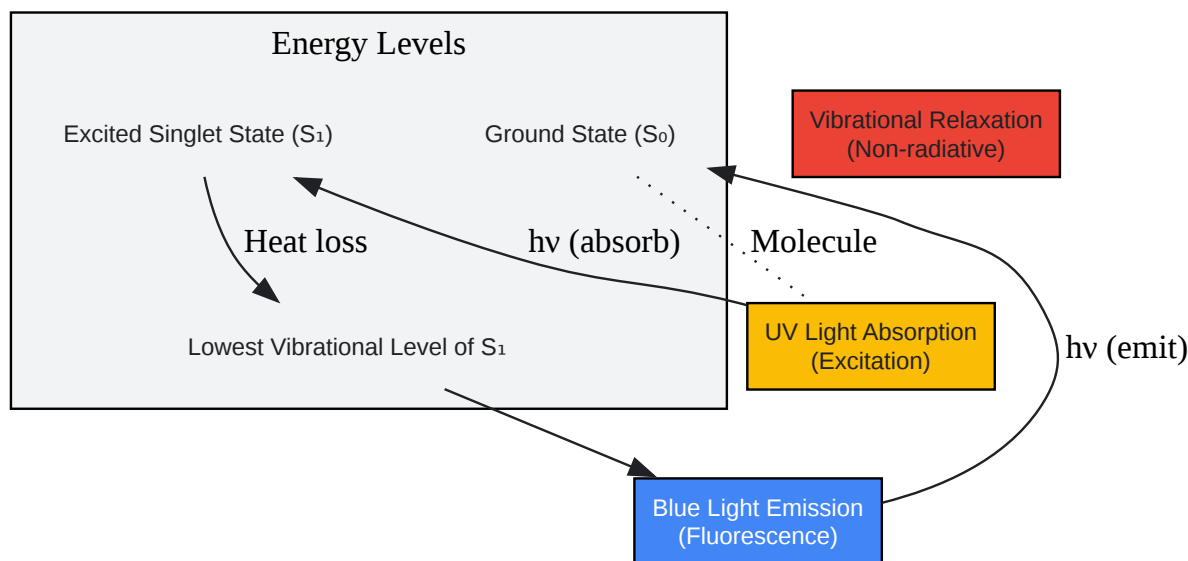 Energy Levels
Excited Singlet State (S₁)
Ground State (S₀)
Vibrational Relaxation
(Non-radiative)
Heat loss
hν (absorb)
Molecule
Lowest Vibrational Level of S₁
UV Light Absorption
(Excitation)
hν (emit)
Blue Light Emission
(Fluorescence)